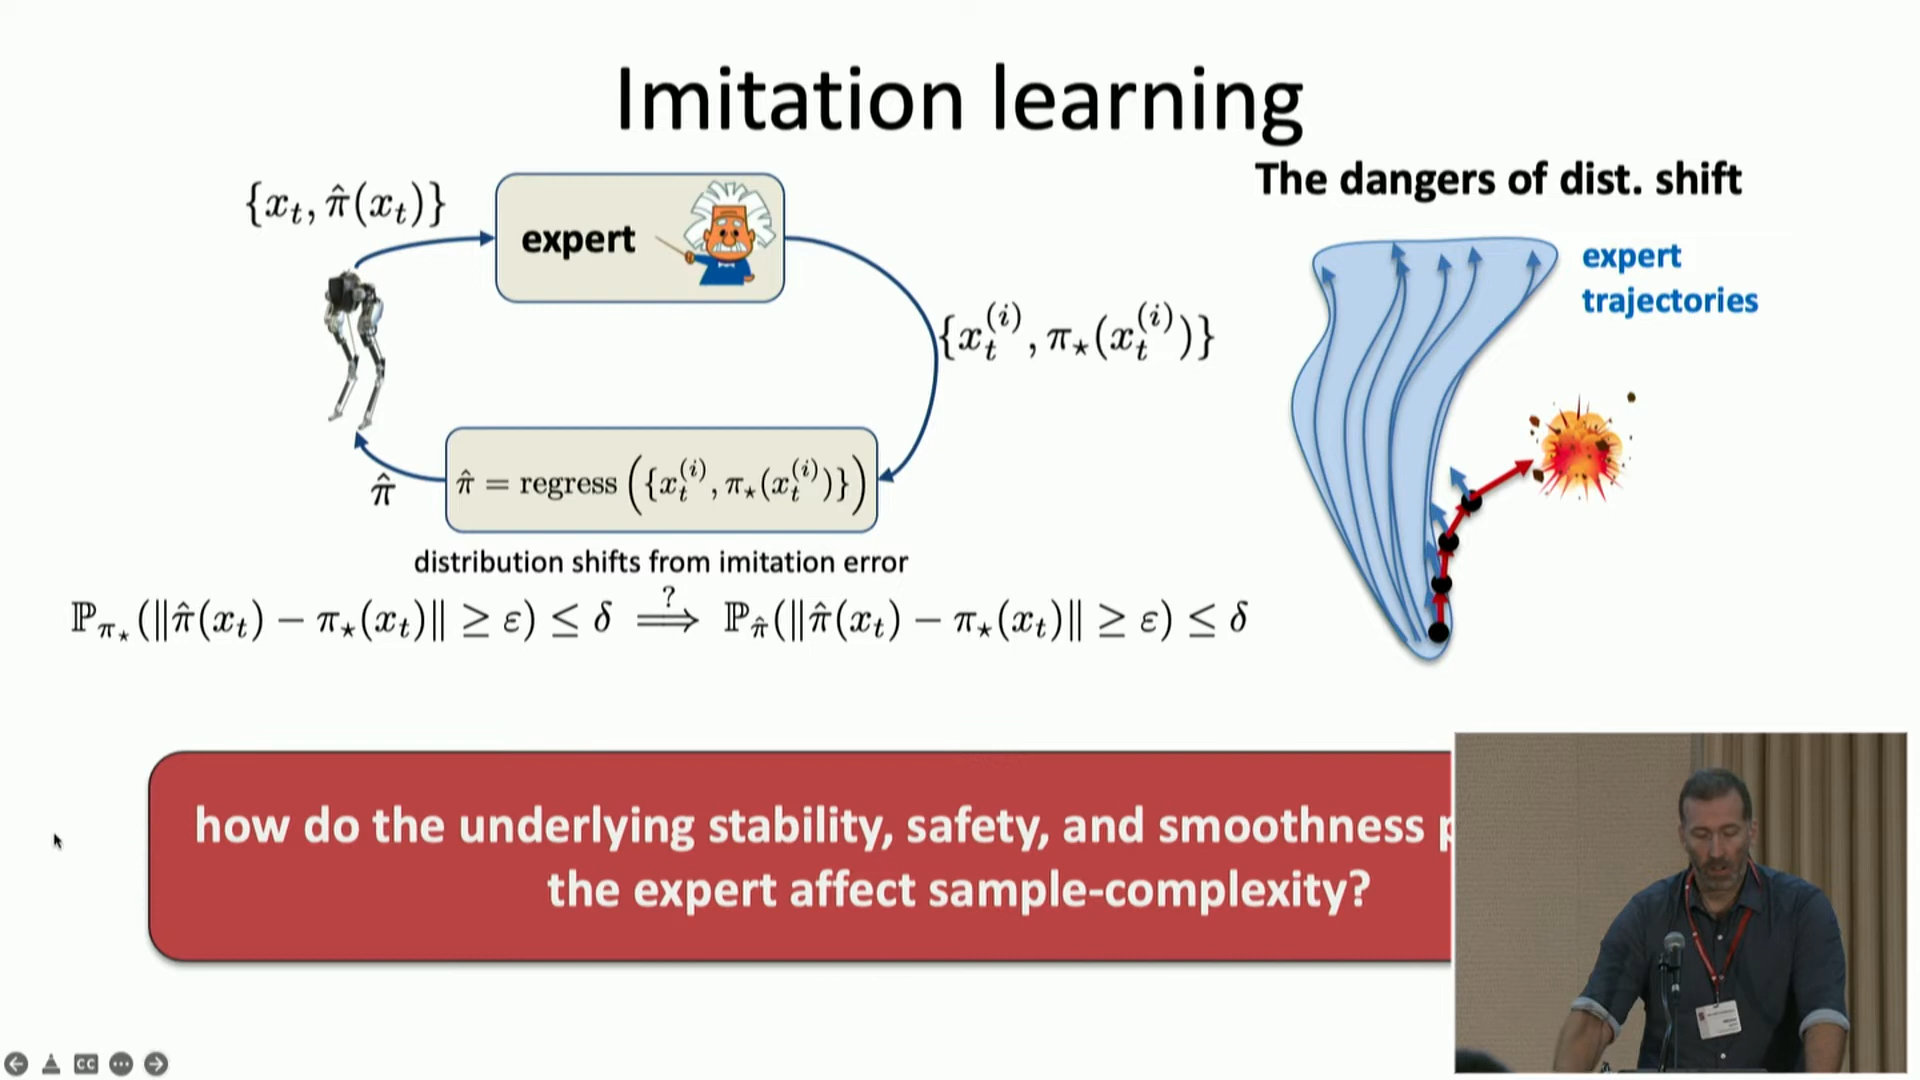 Imitation learning
The dangers of dist. shift
{x_t, π̂(x_t)}
expert
expert
trajectories
{x_t^{(i)}, π_⋆(x_t^{(i)})}
π̂ = regress ({x_t^{(i)}, π_⋆(x_t^{(i)})})
π̂
distribution shifts from imitation error
ℙ_{π_⋆}(‖π̂(x_t) − π_⋆(x_t)‖ ≥ ε) ≤ δ ⟹^? ℙ_{π̂}(‖π̂(x_t) − π_⋆(x_t)‖ ≥ ε) ≤ δ
how do the underlying stability, safety, and smoothness
the expert affect sample-complexity?
CC